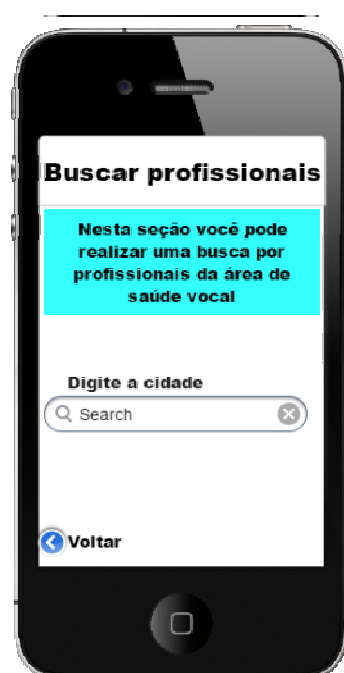 Buscar profissionais
Nesta seção você pode
realizar uma busca por
profissionais da área de
saúde vocal
Digite a cidade
Search
Voltar